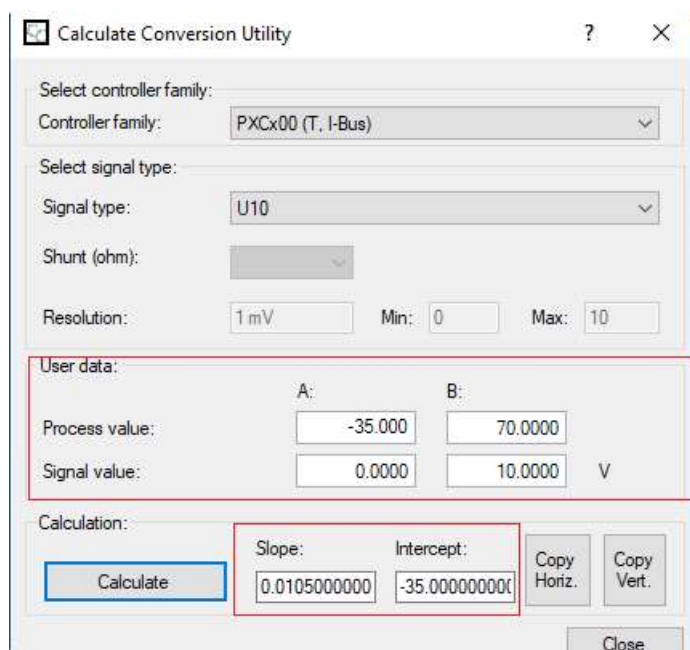 Calculate Conversion Utility ?
Select controller family:
Controller family: PXCx00 (T, I-Bus)
Select signal type:
Signal type: U10
Shunt (ohm):
Resolution: 1 mV Min: 0 Max: 10
User data:
A: B:
Process value: -35.000 70.0000
Signal value: 0.0000 10.0000 V
Calculation:
Slope: Intercept:
Calculate 0.0105000000 -35.00000000( Copy Horiz. Copy Vert.
Close